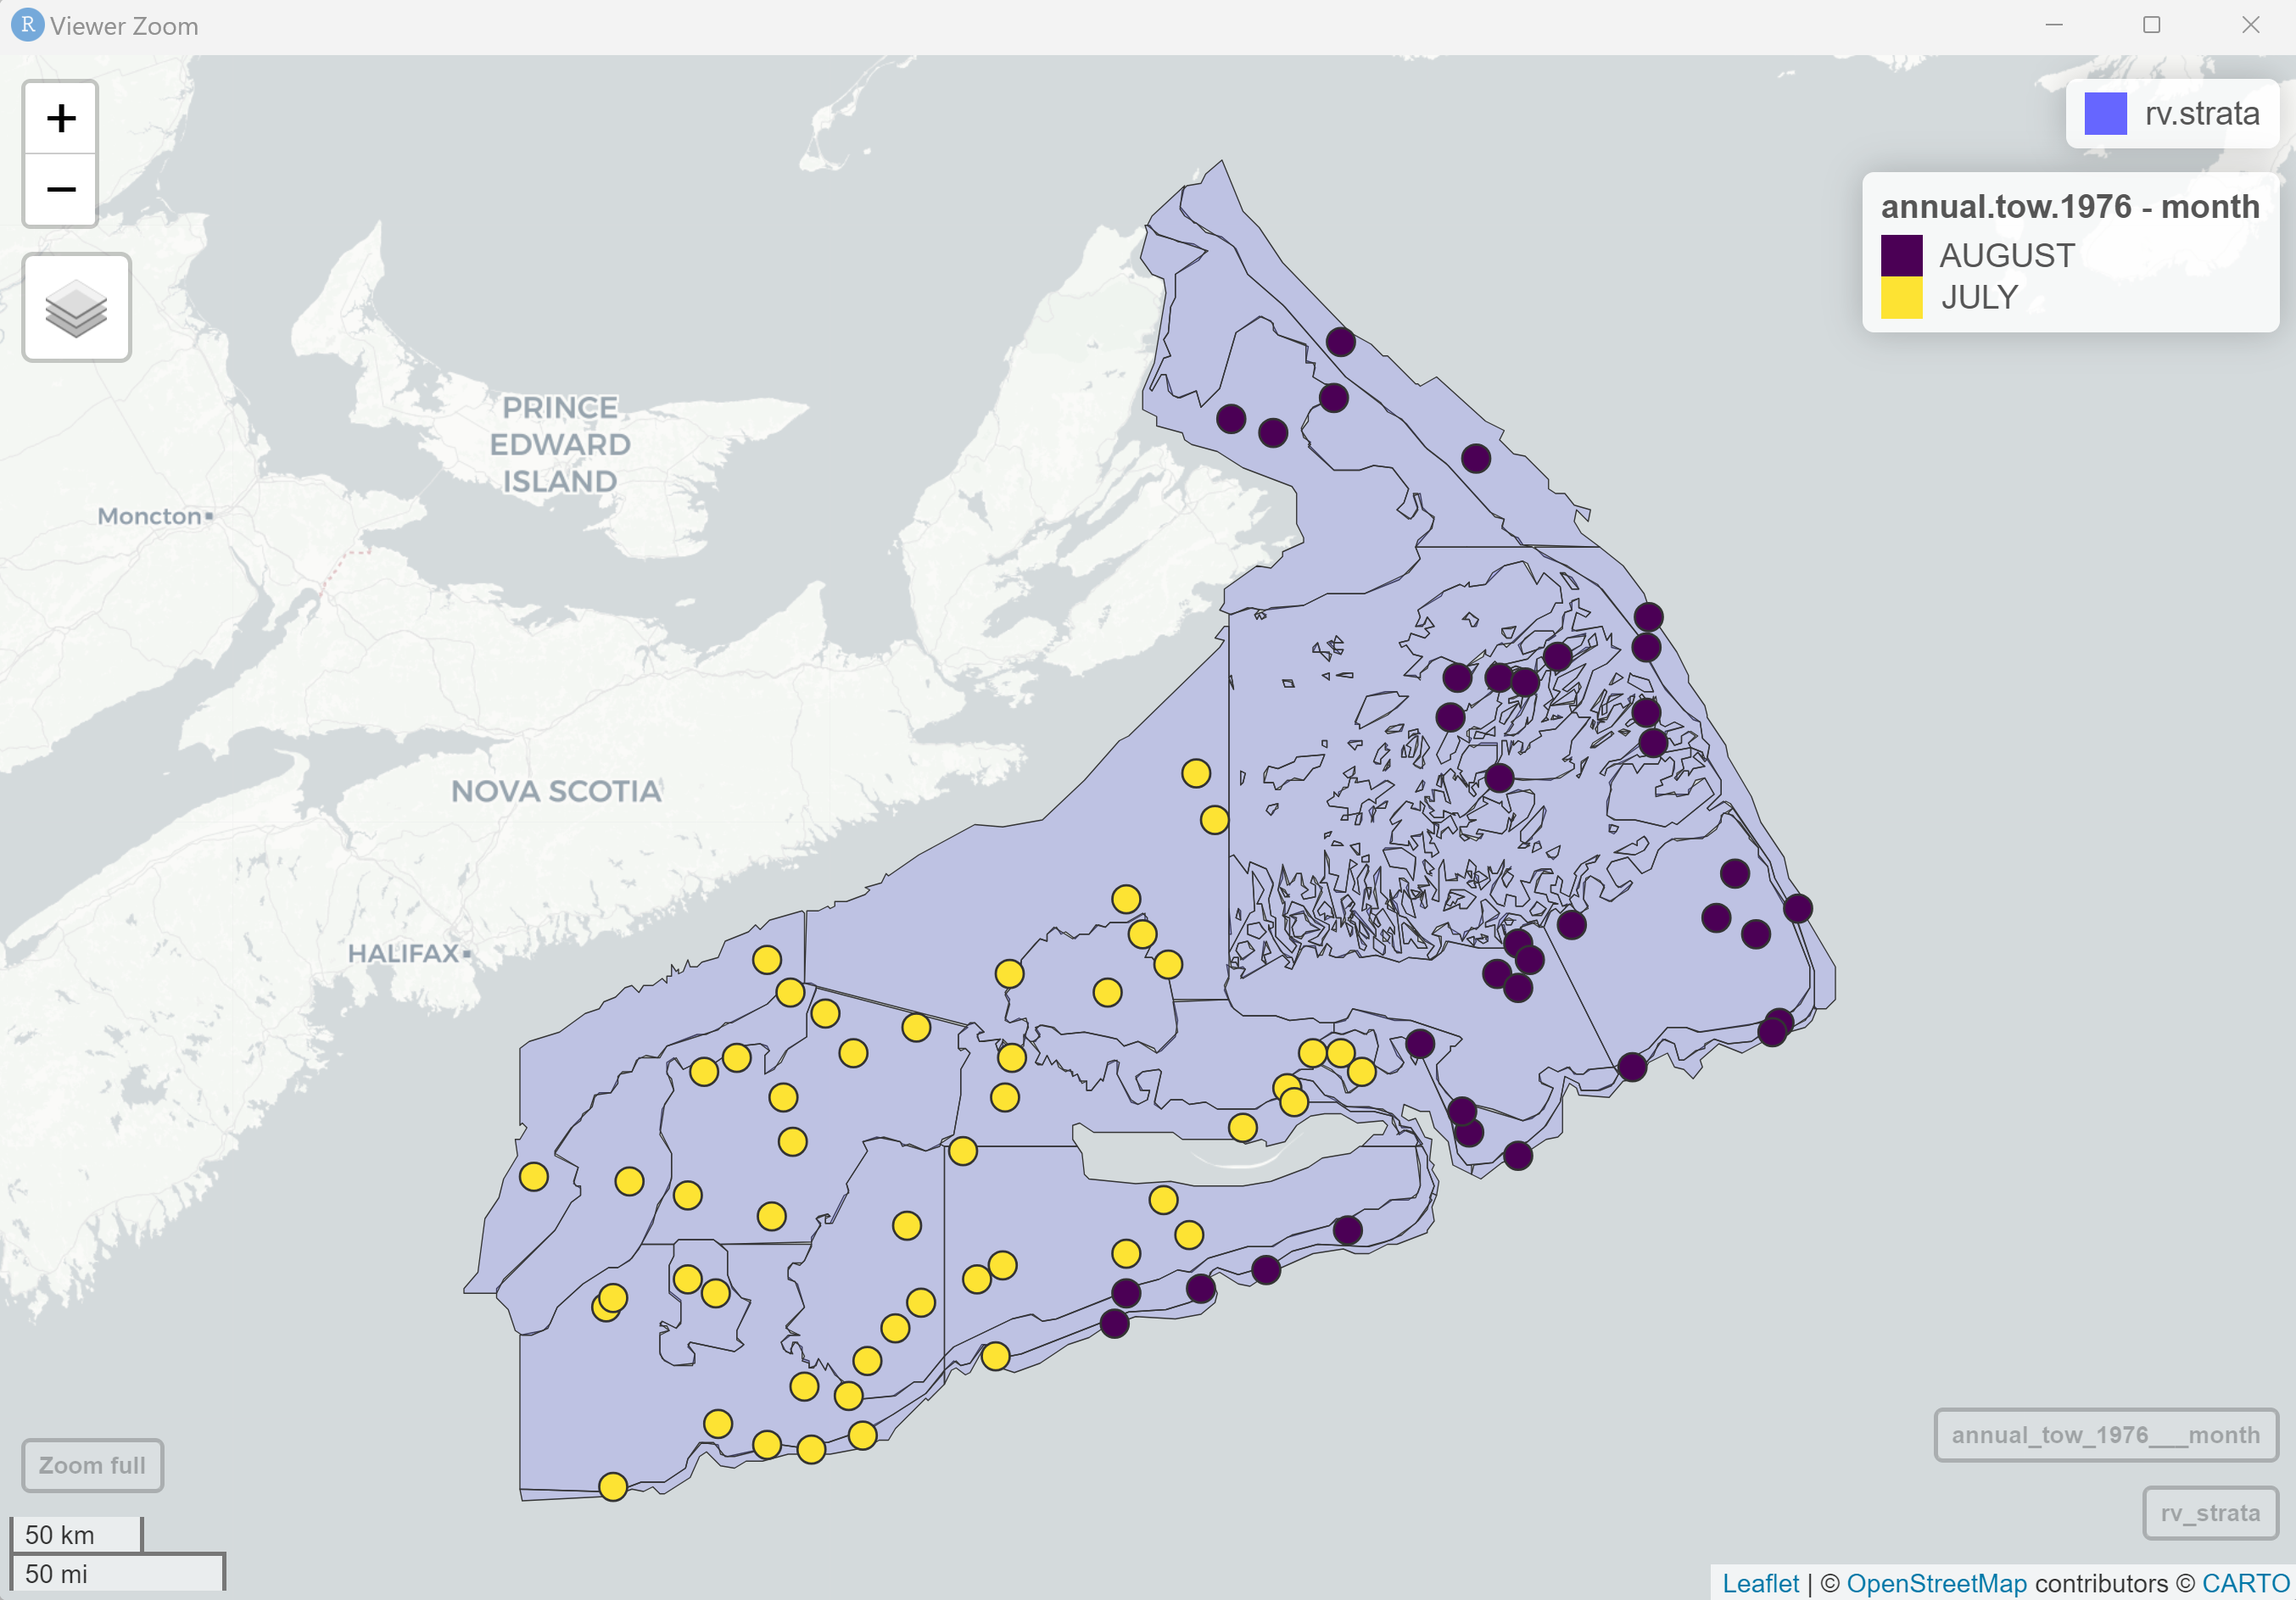 R Viewer Zoom
+
−
rv.strata
annual.tow.1976 - month
AUGUST
JULY
PRINCE
EDWARD
ISLAND
Moncton
NOVA SCOTIA
HALIFAX
Zoom full
annual_tow_1976___month
rv_strata
50 km
50 mi
Leaflet | © OpenStreetMap contributors © CARTO